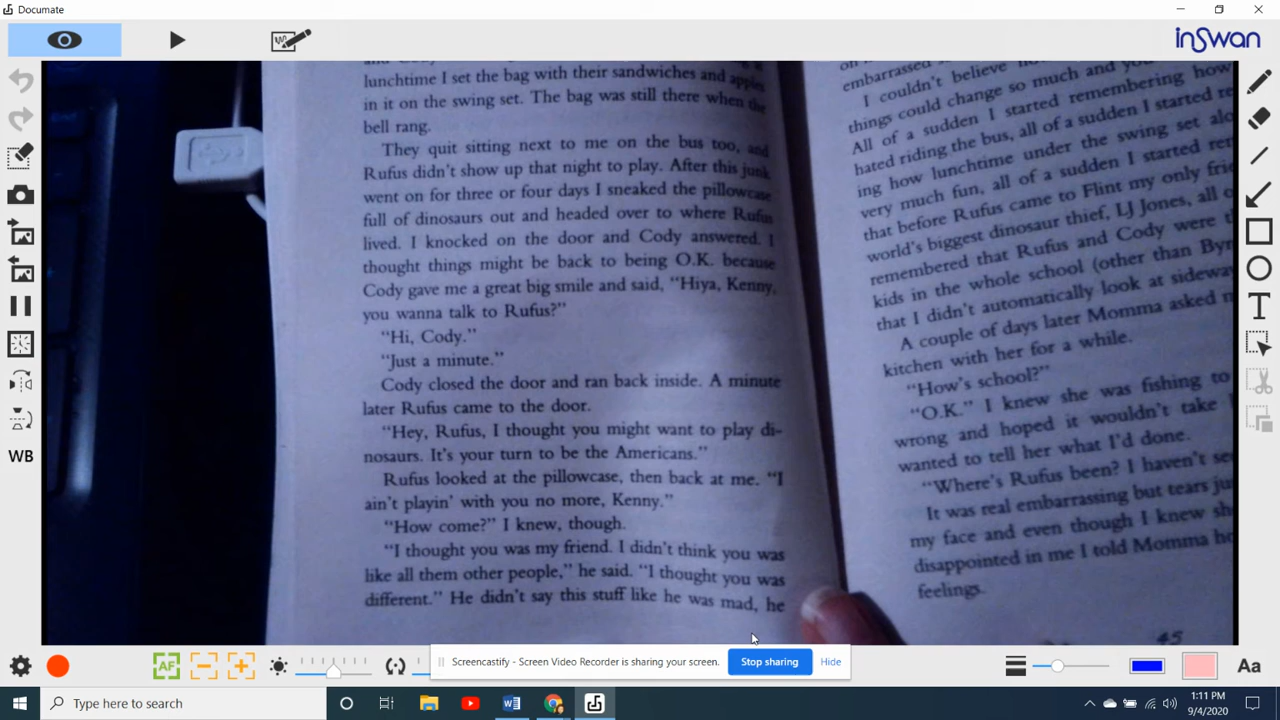 Documate
inSwan
lunchtime I set the bag with their sandwiches and apples
in it on the swing set. The bag was still there when the
bell rang.
They quit sitting next to me on the bus too, and
Rufus didn't show up that night to play. After this junk
went on for three or four days I sneaked the pillowcase
full of dinosaurs out and headed over to where Rufus
lived. I knocked on the door and Cody answered. I
thought things might be back to being O.K. because
Cody gave me a great big smile and said, "Hiya, Kenny,
you wanna talk to Rufus?"
"Hi, Cody."
"Just a minute."
Cody closed the door and ran back inside. A minute
later Rufus came to the door.
"Hey, Rufus, I thought you might want to play di-
nosaurs. It's your turn to be the Americans."
Rufus looked at the pillowcase, then back at me. "I
ain't playin' with you no more, Kenny."
"How come?" I knew, though.
"I thought you was my friend. I didn't think you was
like all them other people," he said. "I thought you was
different." He didn't say this stuff like he was mad, he
embarrassed
I couldn't believe
things could change so much and
All of a sudden I started remembering how
hated riding the bus, all of a sudden I started
ing how lunchtime under the swing set
very much fun, all of a sudden I started
that before Rufus came to Flint my only
world's biggest dinosaur thief, LJ Jones, all
remembered that Rufus and Cody were
kids in the whole school (other than
that I didn't automatically look at
A couple of days later Momma asked
kitchen with her for a while.
"How's school?"
"O.K." I knew she was fishing to
wrong and hoped it wouldn't take
wanted to tell her what I'd done.
"Where's Rufus been? I haven't
It was real embarrassing but tears
my face and even though I knew
disappointed in me I told Momma
feelings.
45
WB
T
AF
Screencastify - Screen Video Recorder is sharing your screen.
Stop sharing
Hide
Aa
Type here to search
1:11 PM
9/4/2020